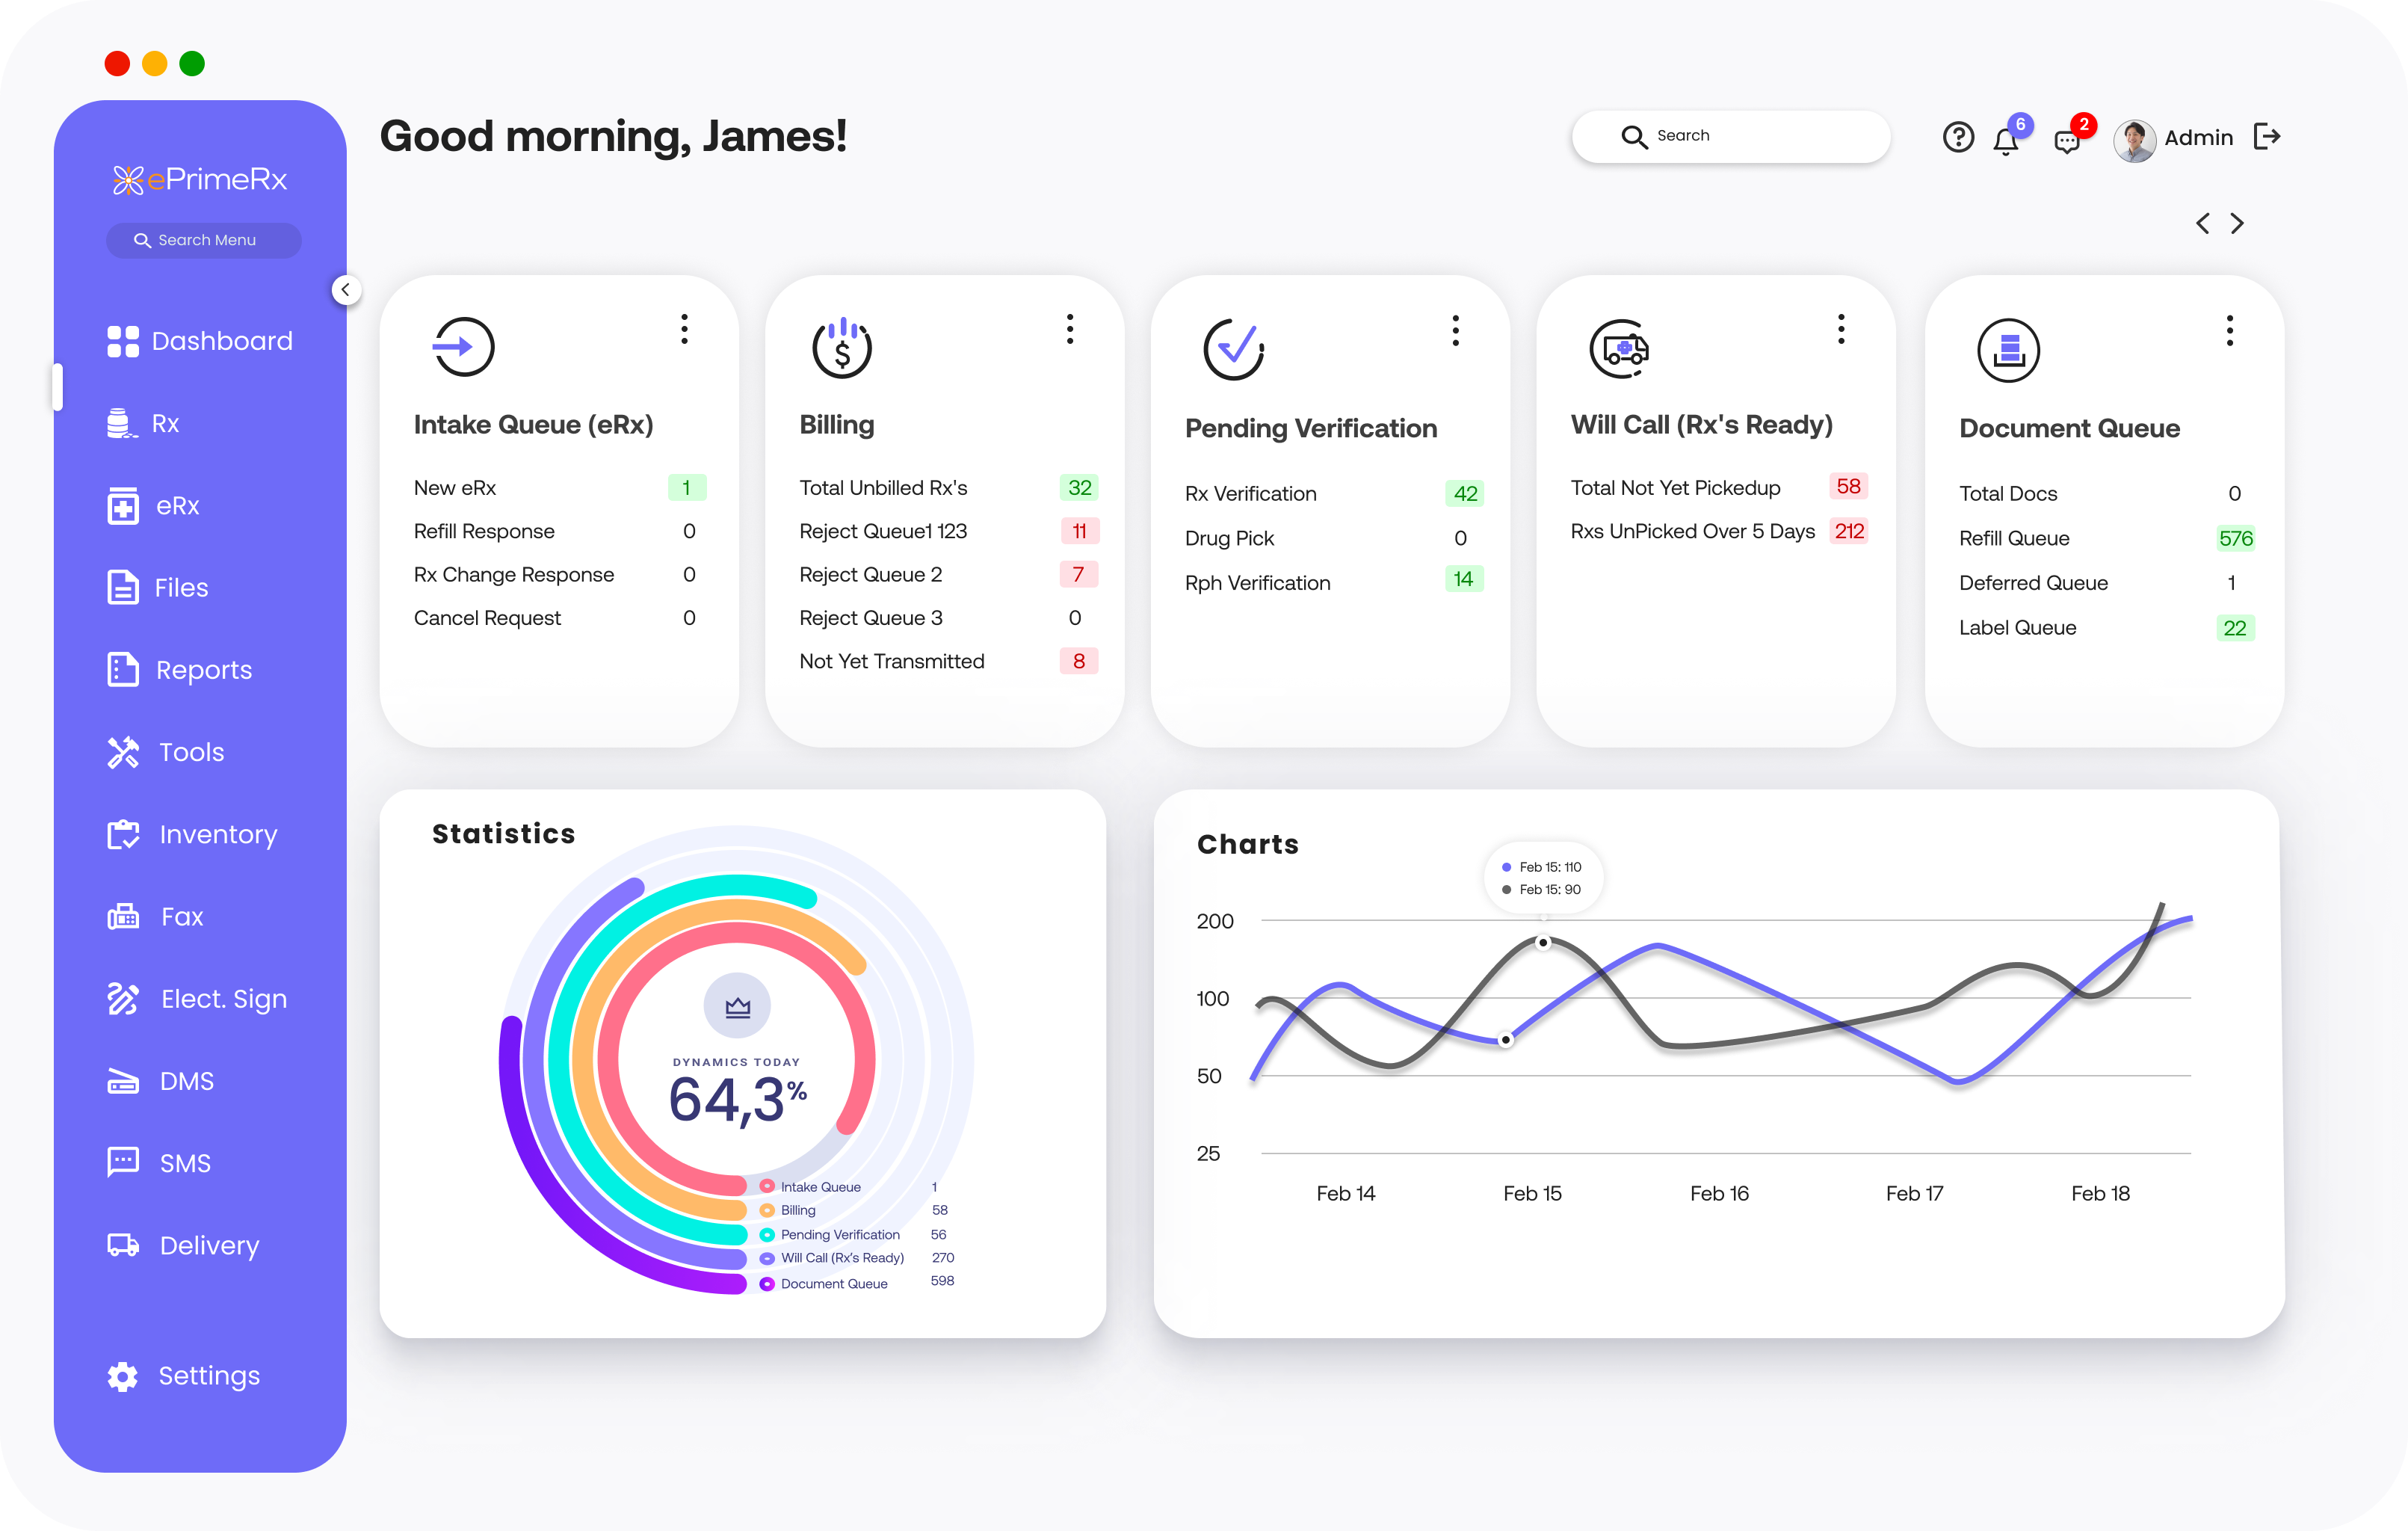 Good morning, James!
Search
6
2
Admin
ePrimeRx
Search Menu
Dashboard
Rx
eRx
Files
Reports
Tools
Inventory
Fax
Elect. Sign
DMS
SMS
Delivery
Settings
Intake Queue (eRx)
New eRx 1
Refill Response 0
Rx Change Response 0
Cancel Request 0
Billing
Total Unbilled Rx's 32
Reject Queue1 123 11
Reject Queue 2 7
Reject Queue 3 0
Not Yet Transmitted 8
Pending Verification
Rx Verification 42
Drug Pick 0
Rph Verification 14
Will Call (Rx's Ready)
Total Not Yet Pickedup 58
Rxs UnPicked Over 5 Days 212
Document Queue
Total Docs 0
Refill Queue 576
Deferred Queue 1
Label Queue 22
Statistics
DYNAMICS TODAY
64,3%
Intake Queue 1
Billing 58
Pending Verification 56
Will Call (Rx's Ready) 270
Document Queue 598
Charts
Feb 15: 110
Feb 15: 90
200
100
50
25
Feb 14 Feb 15 Feb 16 Feb 17 Feb 18